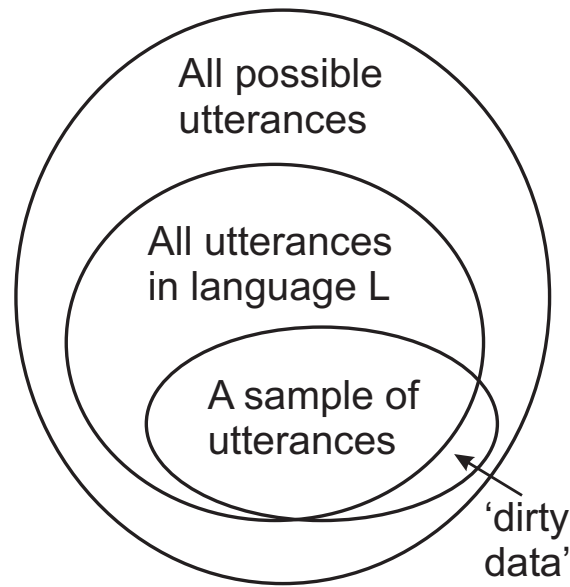 All possible
utterances
All utterances
in language L
A sample of
utterances
‘dirty
data’